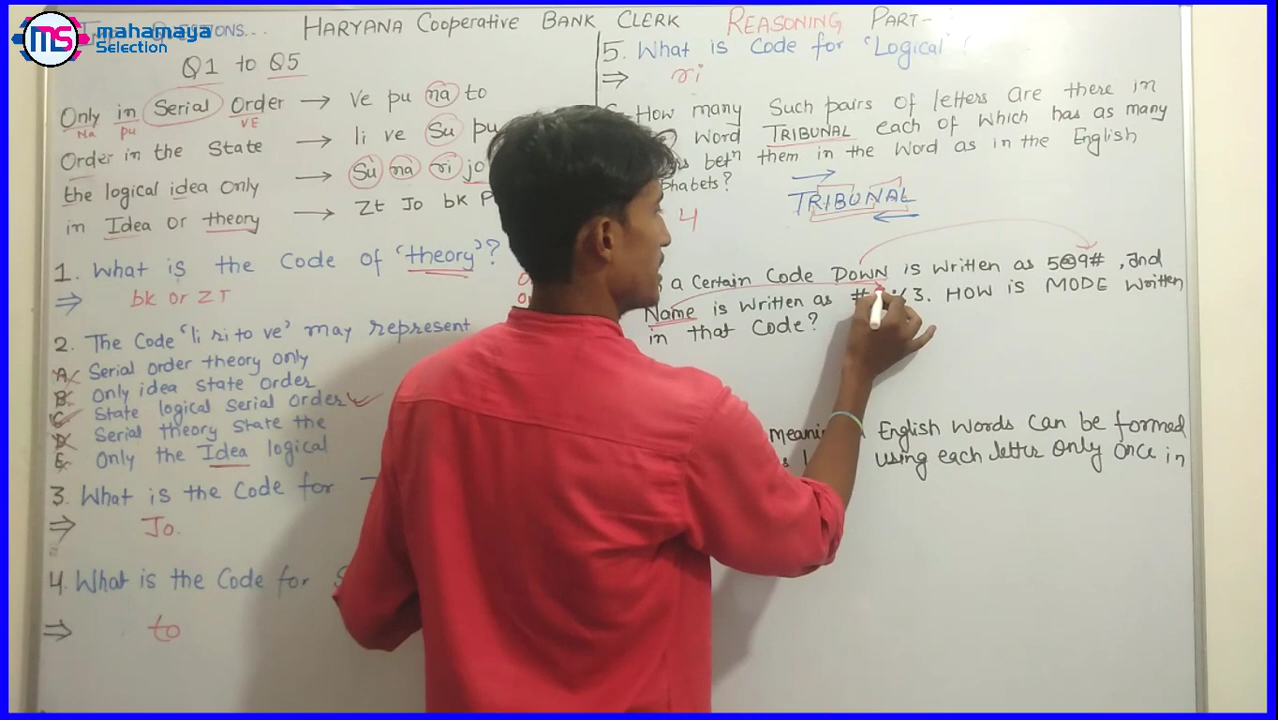 mahamaya
Selection
HARYANA Cooperative BANK CLERK REASONING PART-
Q1 to Q5
Only in Serial Order → ve pu na to
Na pu VE
Order in the State → li ve Su pu
the logical idea Only → Su na ri jo
in Idea or theory → Zt Jo bk
1. What is the Code of 'theory'?
⇒ bk or ZT
2. The Code 'li ri to ve' may represent
A Serial order theory only
B. Only idea State Order
C State logical Serial order
D Serial theory State the
E. Only the Idea logical
3. What is the Code for
⇒ Jo.
4. What is the Code for
⇒ to
5. What is Code for 'Logical'?
⇒ ri
How many Such pairs of letters are there in
Word TRIBUNAL each of which has as many
betn them in the Word as in the English
phabets?
4
TRIBUNAL
a Certain Code DOWN is written as 5@9#, and
Name is written as # 3. HOW is MODE written
in that Code?
English Words Can be formed
using each letter Only Once in